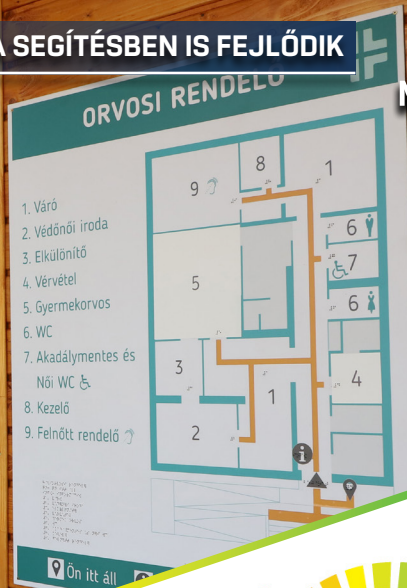 A SEGÍTÉSBEN IS FEJLŐDIK
ORVOSI RENDELŐ
1. Váró
2. Védőnői iroda
3. Elkülönítő
4. Vérvétel
5. Gyermekorvos
6. WC
7. Akadálymentes és
Női WC
8. Kezelő
9. Felnőtt rendelő
9
8
1
6
7
6
5
4
3
1
2
i
Ön itt áll